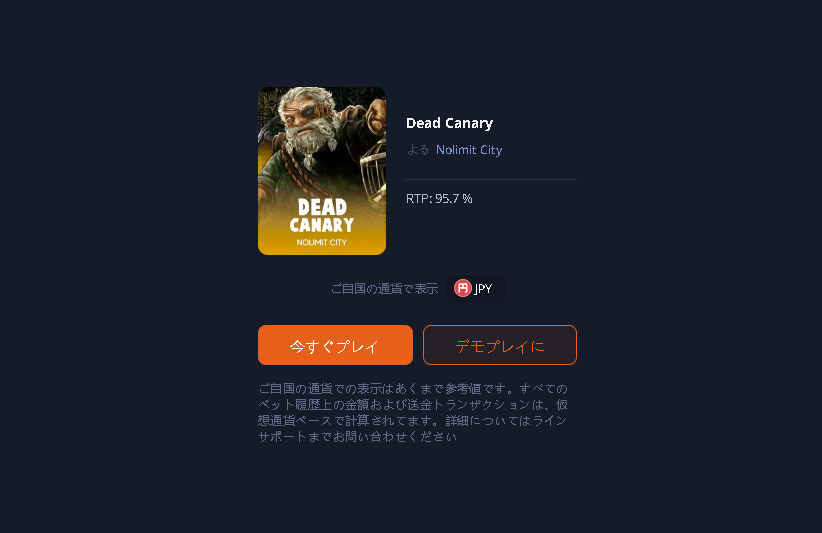 Dead Canary
よる Nolimit City
RTP: 95.7 %
DEAD
CANARY
NOLIMIT CITY
ご自国の通貨で表示 円 JPY
今すぐプレイ デモプレイに
ご自国の通貨での表示はあくまで参考値です。すべての
ベット履歴上の金額および送金トランザクションは、仮
想通貨ベースで計算されてます。詳細についてはライン
サポートまでお問い合わせください